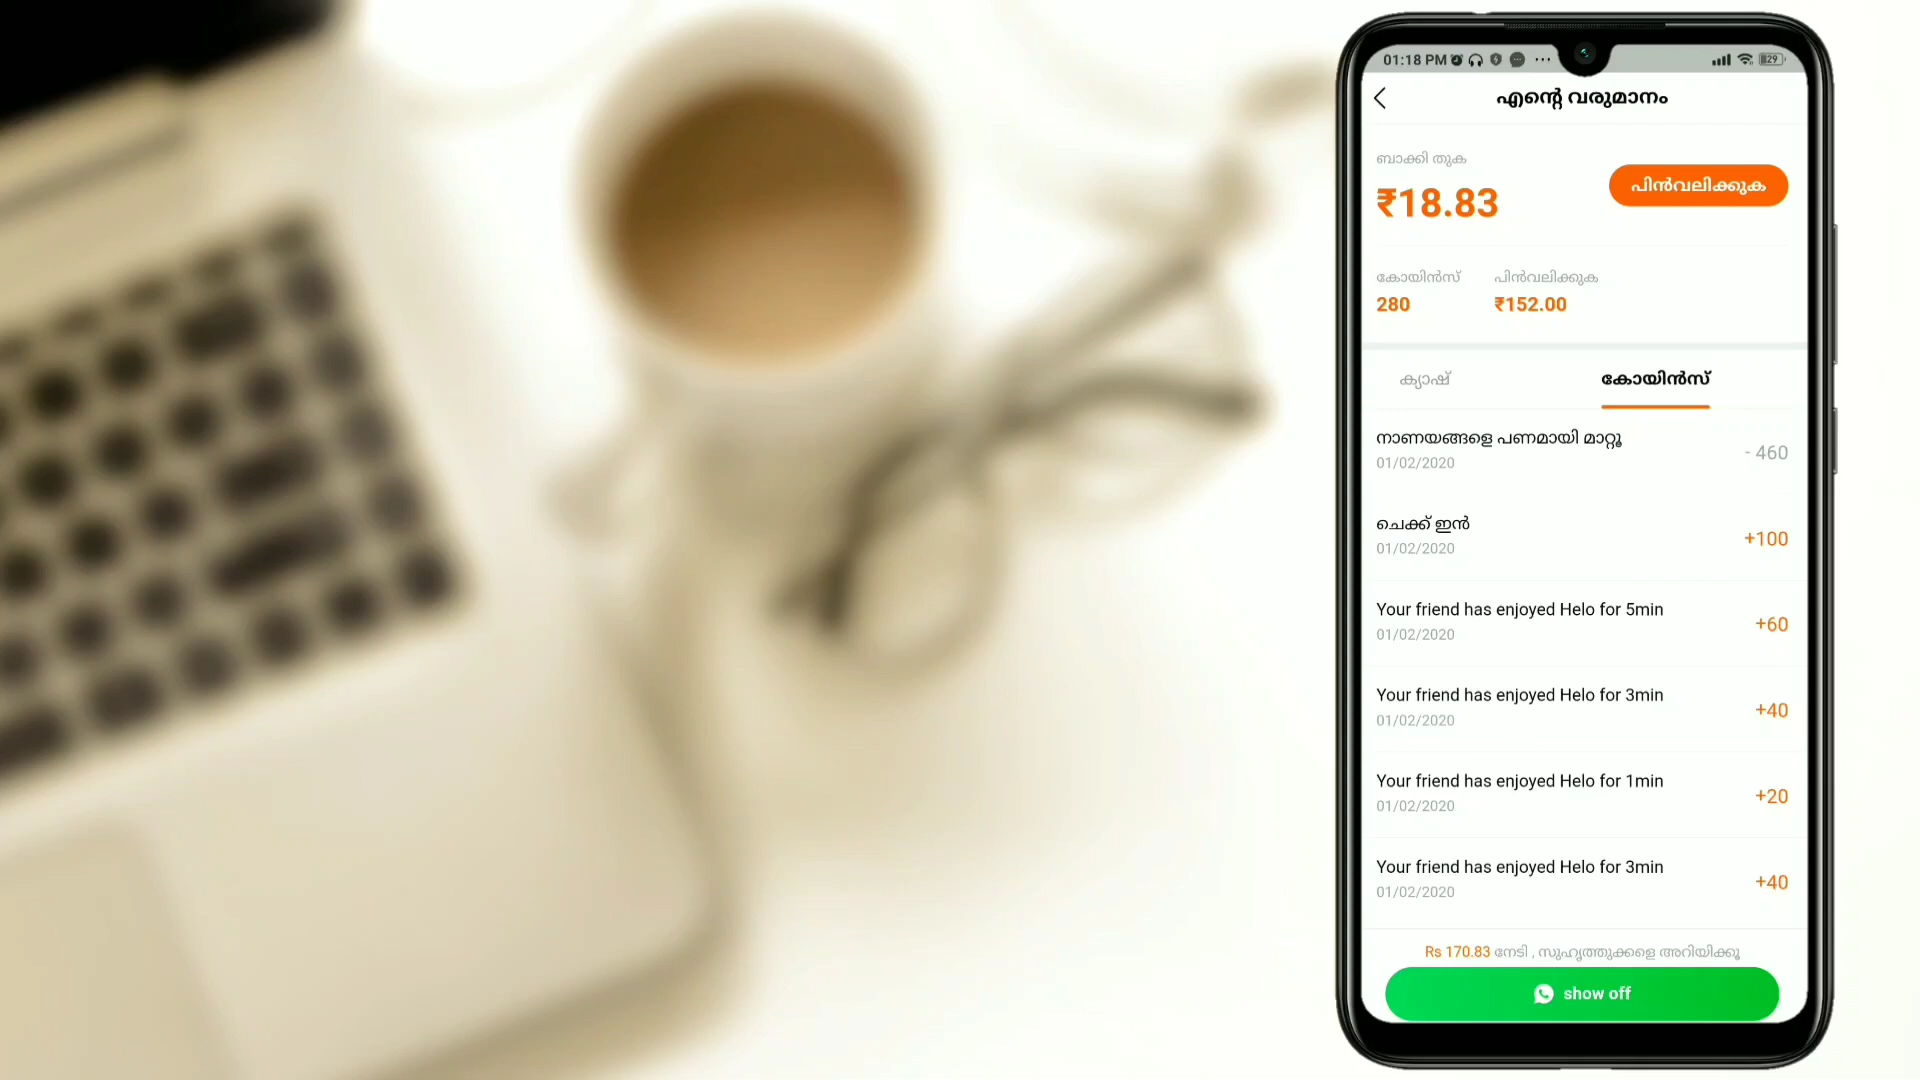 01:18 PM
29
എന്റെ വരുമാനം
ബാക്കി തുക
₹18.83
പിൻവലിക്കുക
കോയിൻസ്
പിൻവലിക്കുക
280
₹152.00
ക്യാഷ്
കോയിൻസ്
നാണയങ്ങളെ പണമായി മാറ്റൂ
- 460
01/02/2020
ചെക്ക് ഇൻ
+100
01/02/2020
Your friend has enjoyed Helo for 5min
+60
01/02/2020
Your friend has enjoyed Helo for 3min
+40
01/02/2020
Your friend has enjoyed Helo for 1min
+20
01/02/2020
Your friend has enjoyed Helo for 3min
+40
01/02/2020
Rs 170.83 നേടി , സുഹൃത്തുക്കളെ അറിയിക്കൂ
show off